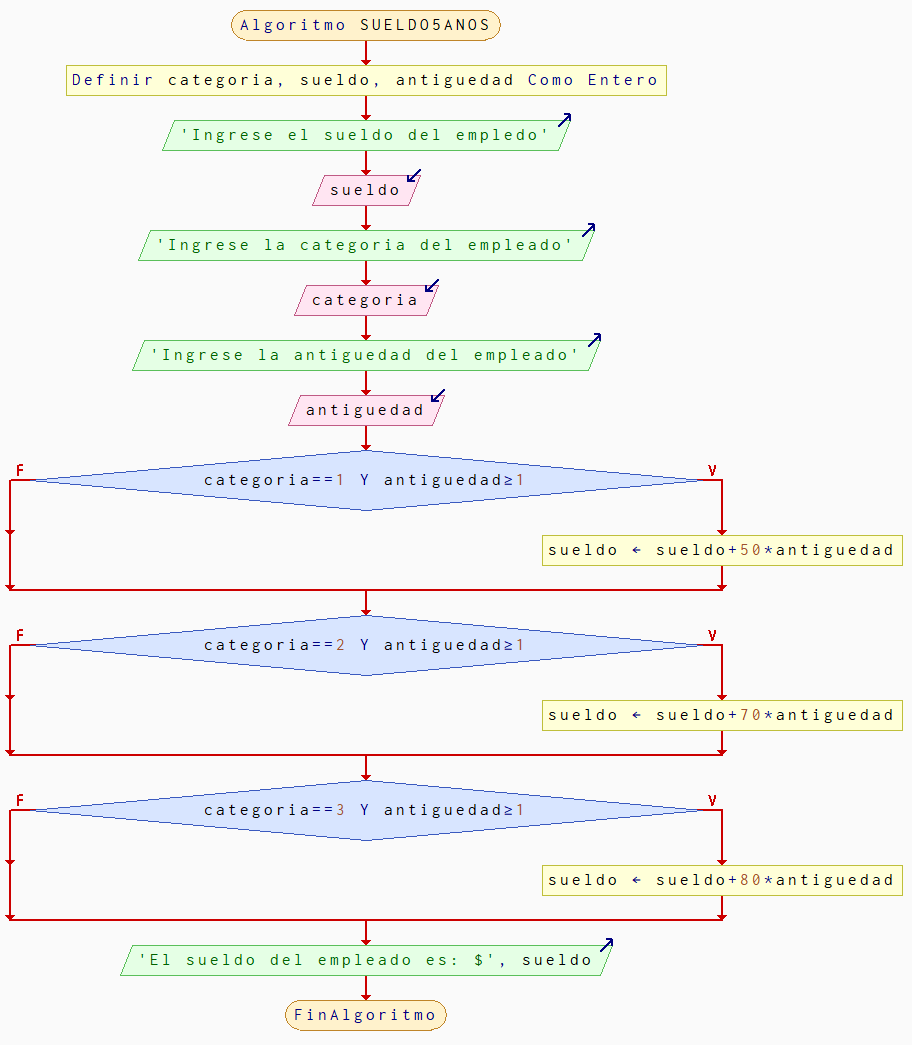 Algoritmo SUELDO5ANOS
Definir categoria, sueldo, antiguedad Como Entero
'Ingrese el sueldo del empledo'
sueldo
'Ingrese la categoria del empleado'
categoria
'Ingrese la antiguedad del empleado'
antiguedad
F
V
categoria==1 Y antiguedad≥1
sueldo ← sueldo+50*antiguedad
F
V
categoria==2 Y antiguedad≥1
sueldo ← sueldo+70*antiguedad
F
V
categoria==3 Y antiguedad≥1
sueldo ← sueldo+80*antiguedad
'El sueldo del empleado es: $', sueldo
FinAlgoritmo